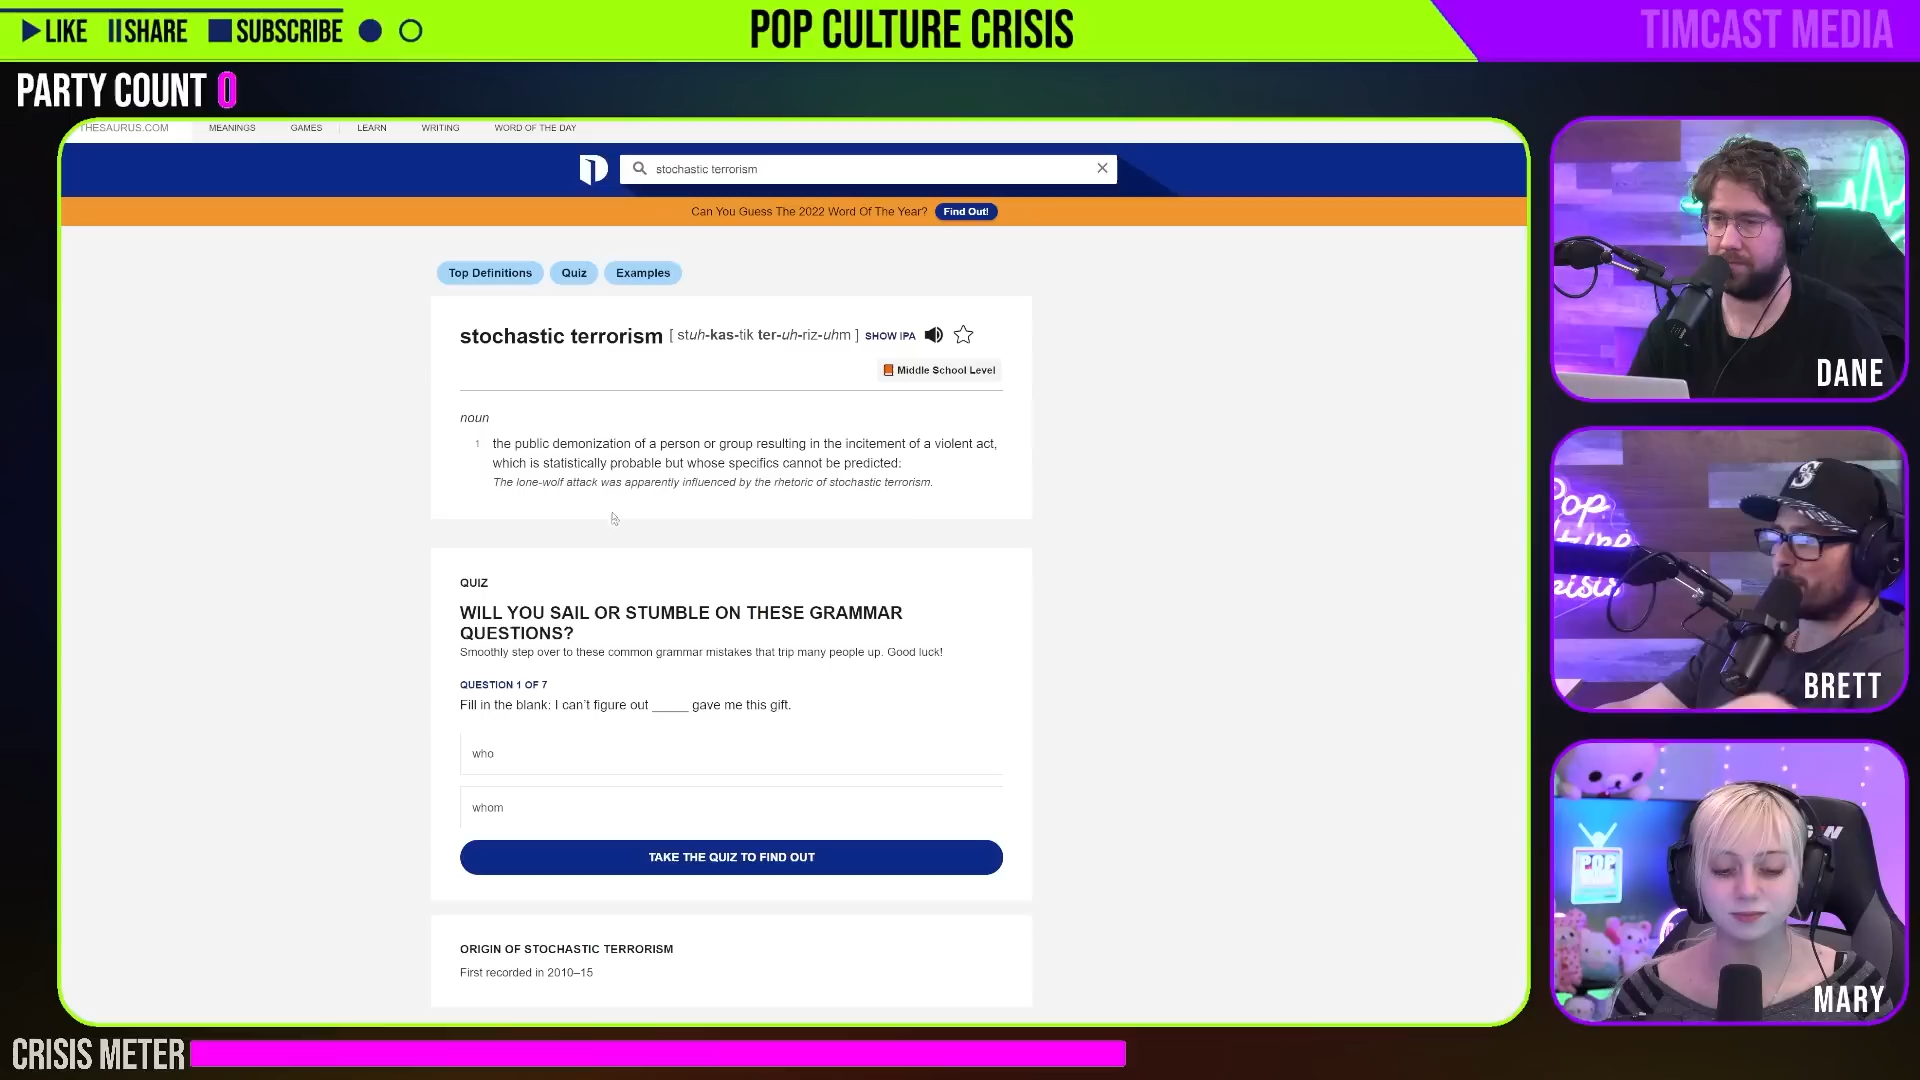 LIKE SHARE SUBSCRIBE
POP CULTURE CRISIS
TIMCAST MEDIA
PARTY COUNT 0
THESAURUS.COM MEANINGS GAMES LEARN WRITING WORD OF THE DAY
stochastic terrorism
Can You Guess The 2022 Word Of The Year? Find Out!
Top Definitions Quiz Examples
stochastic terrorism [ stuh-kas-tik ter-uh-riz-uhm ] SHOW IPA
Middle School Level
noun
1 the public demonization of a person or group resulting in the incitement of a violent act,
which is statistically probable but whose specifics cannot be predicted:
The lone-wolf attack was apparently influenced by the rhetoric of stochastic terrorism.
QUIZ
WILL YOU SAIL OR STUMBLE ON THESE GRAMMAR
QUESTIONS?
Smoothly step over to these common grammar mistakes that trip many people up. Good luck!
QUESTION 1 OF 7
Fill in the blank: I can't figure out _____ gave me this gift.
who
whom
TAKE THE QUIZ TO FIND OUT
ORIGIN OF STOCHASTIC TERRORISM
First recorded in 2010–15
DANE
Pop
BRETT
POP
MARY
CRISIS METER